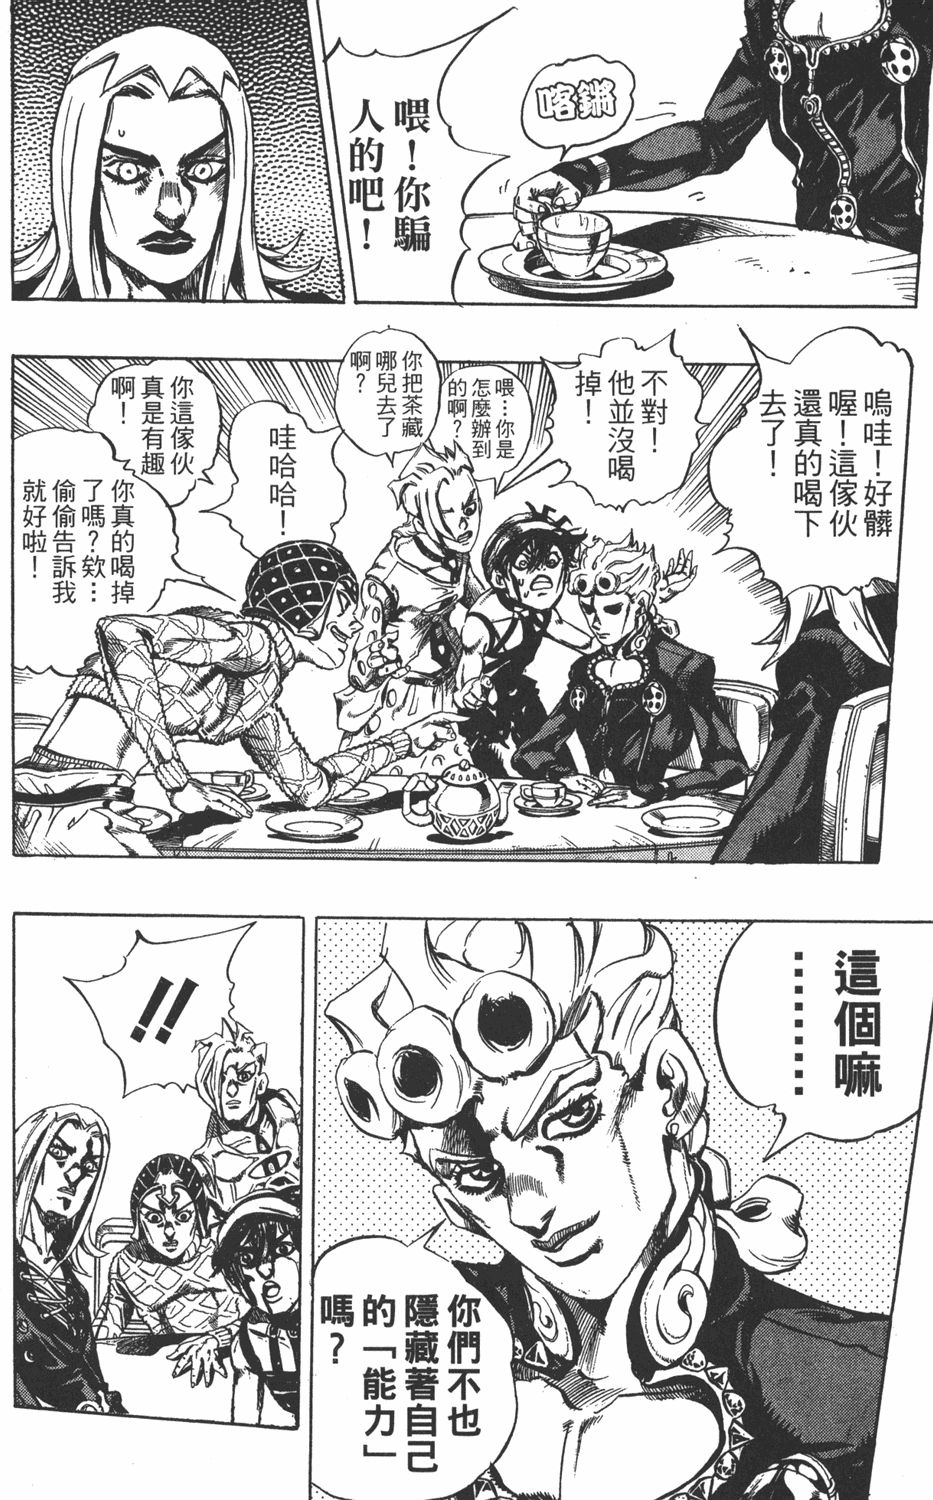 喀鏘
喂！你騙
人的吧！
嗚哇！好髒
喔！這傢伙
還真的喝下
去了！
不對！
他並沒喝
掉！
喂…你是
怎麼辦到
的啊？
你把茶藏
哪兒去了
啊？
哇哈哈！
你這傢伙
真是有趣
啊！
你真的喝掉
了嗎？欸…
偷偷告訴我
就好啦！
這個嘛
………
你們不也
隱藏著自己
的「能力」
嗎？
!!